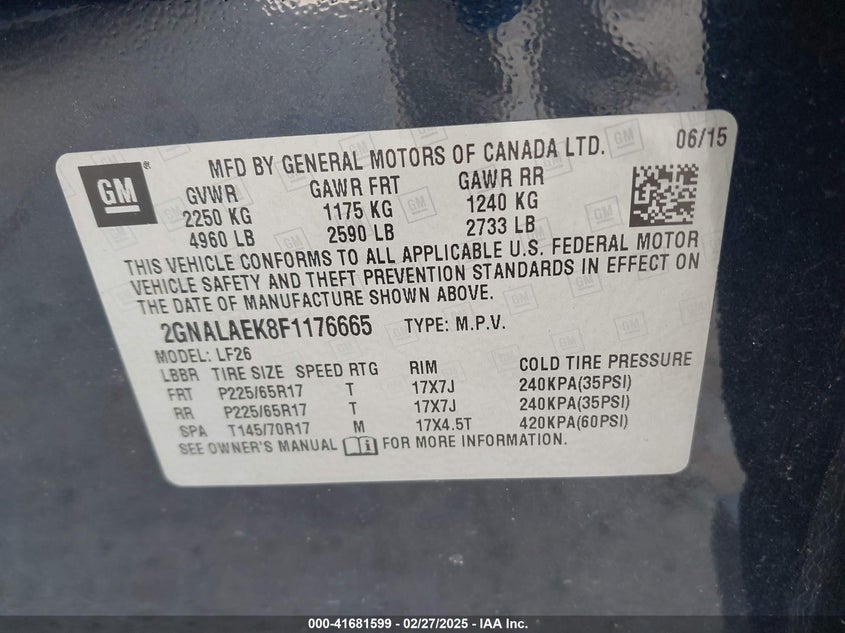 GM
MFD BY GENERAL MOTORS OF CANADA LTD. 06/15
GVWR GAWR FRT GAWR RR
2250 KG 1175 KG 1240 KG
4960 LB 2590 LB 2733 LB
THIS VEHICLE CONFORMS TO ALL APPLICABLE U.S. FEDERAL MOTOR
VEHICLE SAFETY AND THEFT PREVENTION STANDARDS IN EFFECT ON
THE DATE OF MANUFACTURE SHOWN ABOVE.
2GNALAEK8F1176665 TYPE: M.P.V.
MODEL: LF26
LBBR TIRE SIZE SPEED RTG RIM COLD TIRE PRESSURE
FRT P225/65R17 T 17X7J 240KPA(35PSI)
RR P225/65R17 T 17X7J 240KPA(35PSI)
SPA T145/70R17 M 17X4.5T 420KPA(60PSI)
SEE OWNER'S MANUAL FOR MORE INFORMATION.
000-41681599 - 02/27/2025 - IAA Inc.